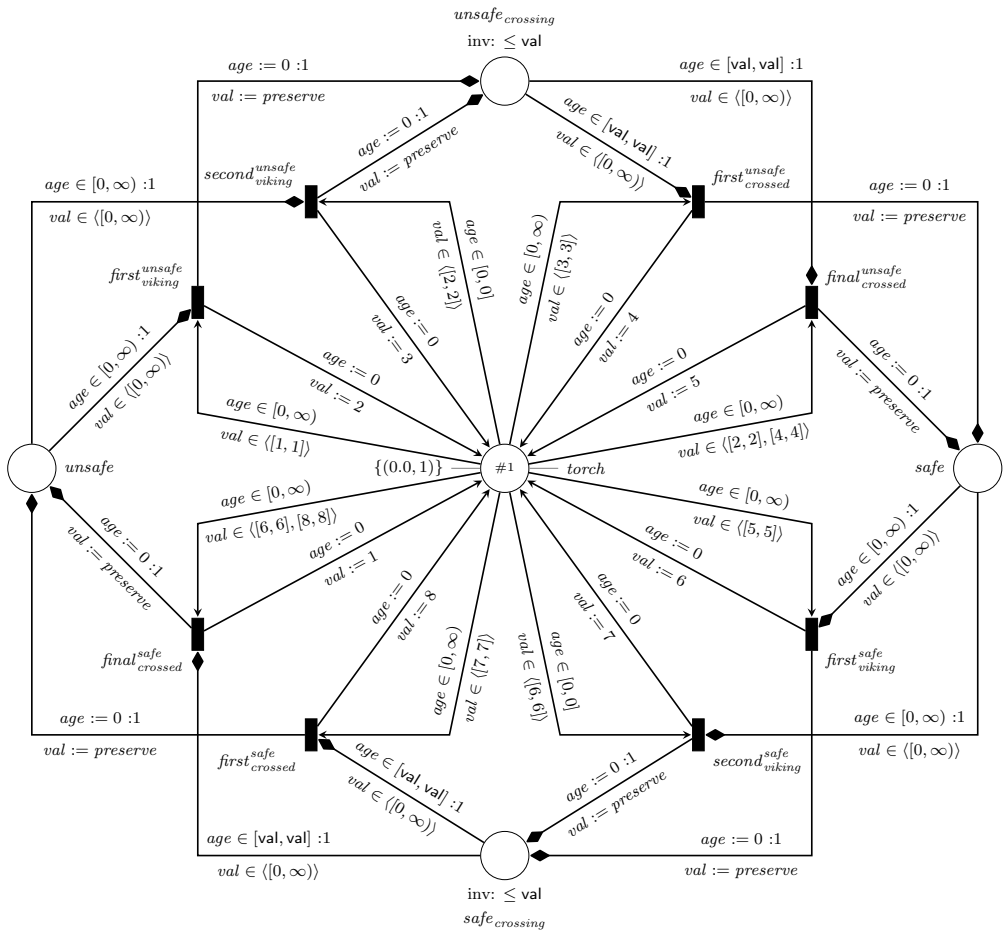 unsafe_crossing
inv: ≤ val
age := 0 :1
val := preserve
age ∈ [val, val] :1
val ∈ ⟨[0, ∞)⟩
age := 0 :1
val := preserve
age ∈ [val, val] :1
val ∈ ⟨[0, ∞)⟩
second^unsafe_viking
first^unsafe_crossed
age ∈ [0, ∞) :1
val ∈ ⟨[0, ∞)⟩
age := 0 :1
val := preserve
age ∈ [0, 0]
val ∈ ⟨[2, 2]⟩
age ∈ [0, ∞)
val ∈ ⟨[3, 3]⟩
first^unsafe_viking
final^unsafe_crossed
age := 0
val := 3
age := 0
val := 4
age ∈ [0, ∞) :1
val ∈ ⟨[0, ∞)⟩
age := 0
val := 2
age := 0
val := 5
age := 0 :1
val := preserve
age ∈ [0, ∞)
val ∈ ⟨[1, 1]⟩
age ∈ [0, ∞)
val ∈ ⟨[2, 2], [4, 4]⟩
unsafe
{(0.0, 1)}
#1
torch
safe
age ∈ [0, ∞)
val ∈ ⟨[6, 6], [8, 8]⟩
age ∈ [0, ∞)
val ∈ ⟨[5, 5]⟩
age := 0 :1
val := preserve
age := 0
val := 1
age := 0
val := 6
age ∈ [0, ∞) :1
val ∈ ⟨[0, ∞)⟩
age := 0
val := 8
age := 0
val := 7
age ∈ [0, ∞)
val ∈ ⟨[7, 7]⟩
age ∈ [0, 0]
val ∈ ⟨[6, 6]⟩
final^safe_crossed
first^safe_viking
age := 0 :1
val := preserve
age ∈ [0, ∞) :1
val ∈ ⟨[0, ∞)⟩
first^safe_crossed
second^safe_viking
age ∈ [val, val] :1
val ∈ ⟨[0, ∞)⟩
age := 0 :1
val := preserve
age ∈ [val, val] :1
val ∈ ⟨[0, ∞)⟩
age := 0 :1
val := preserve
inv: ≤ val
safe_crossing